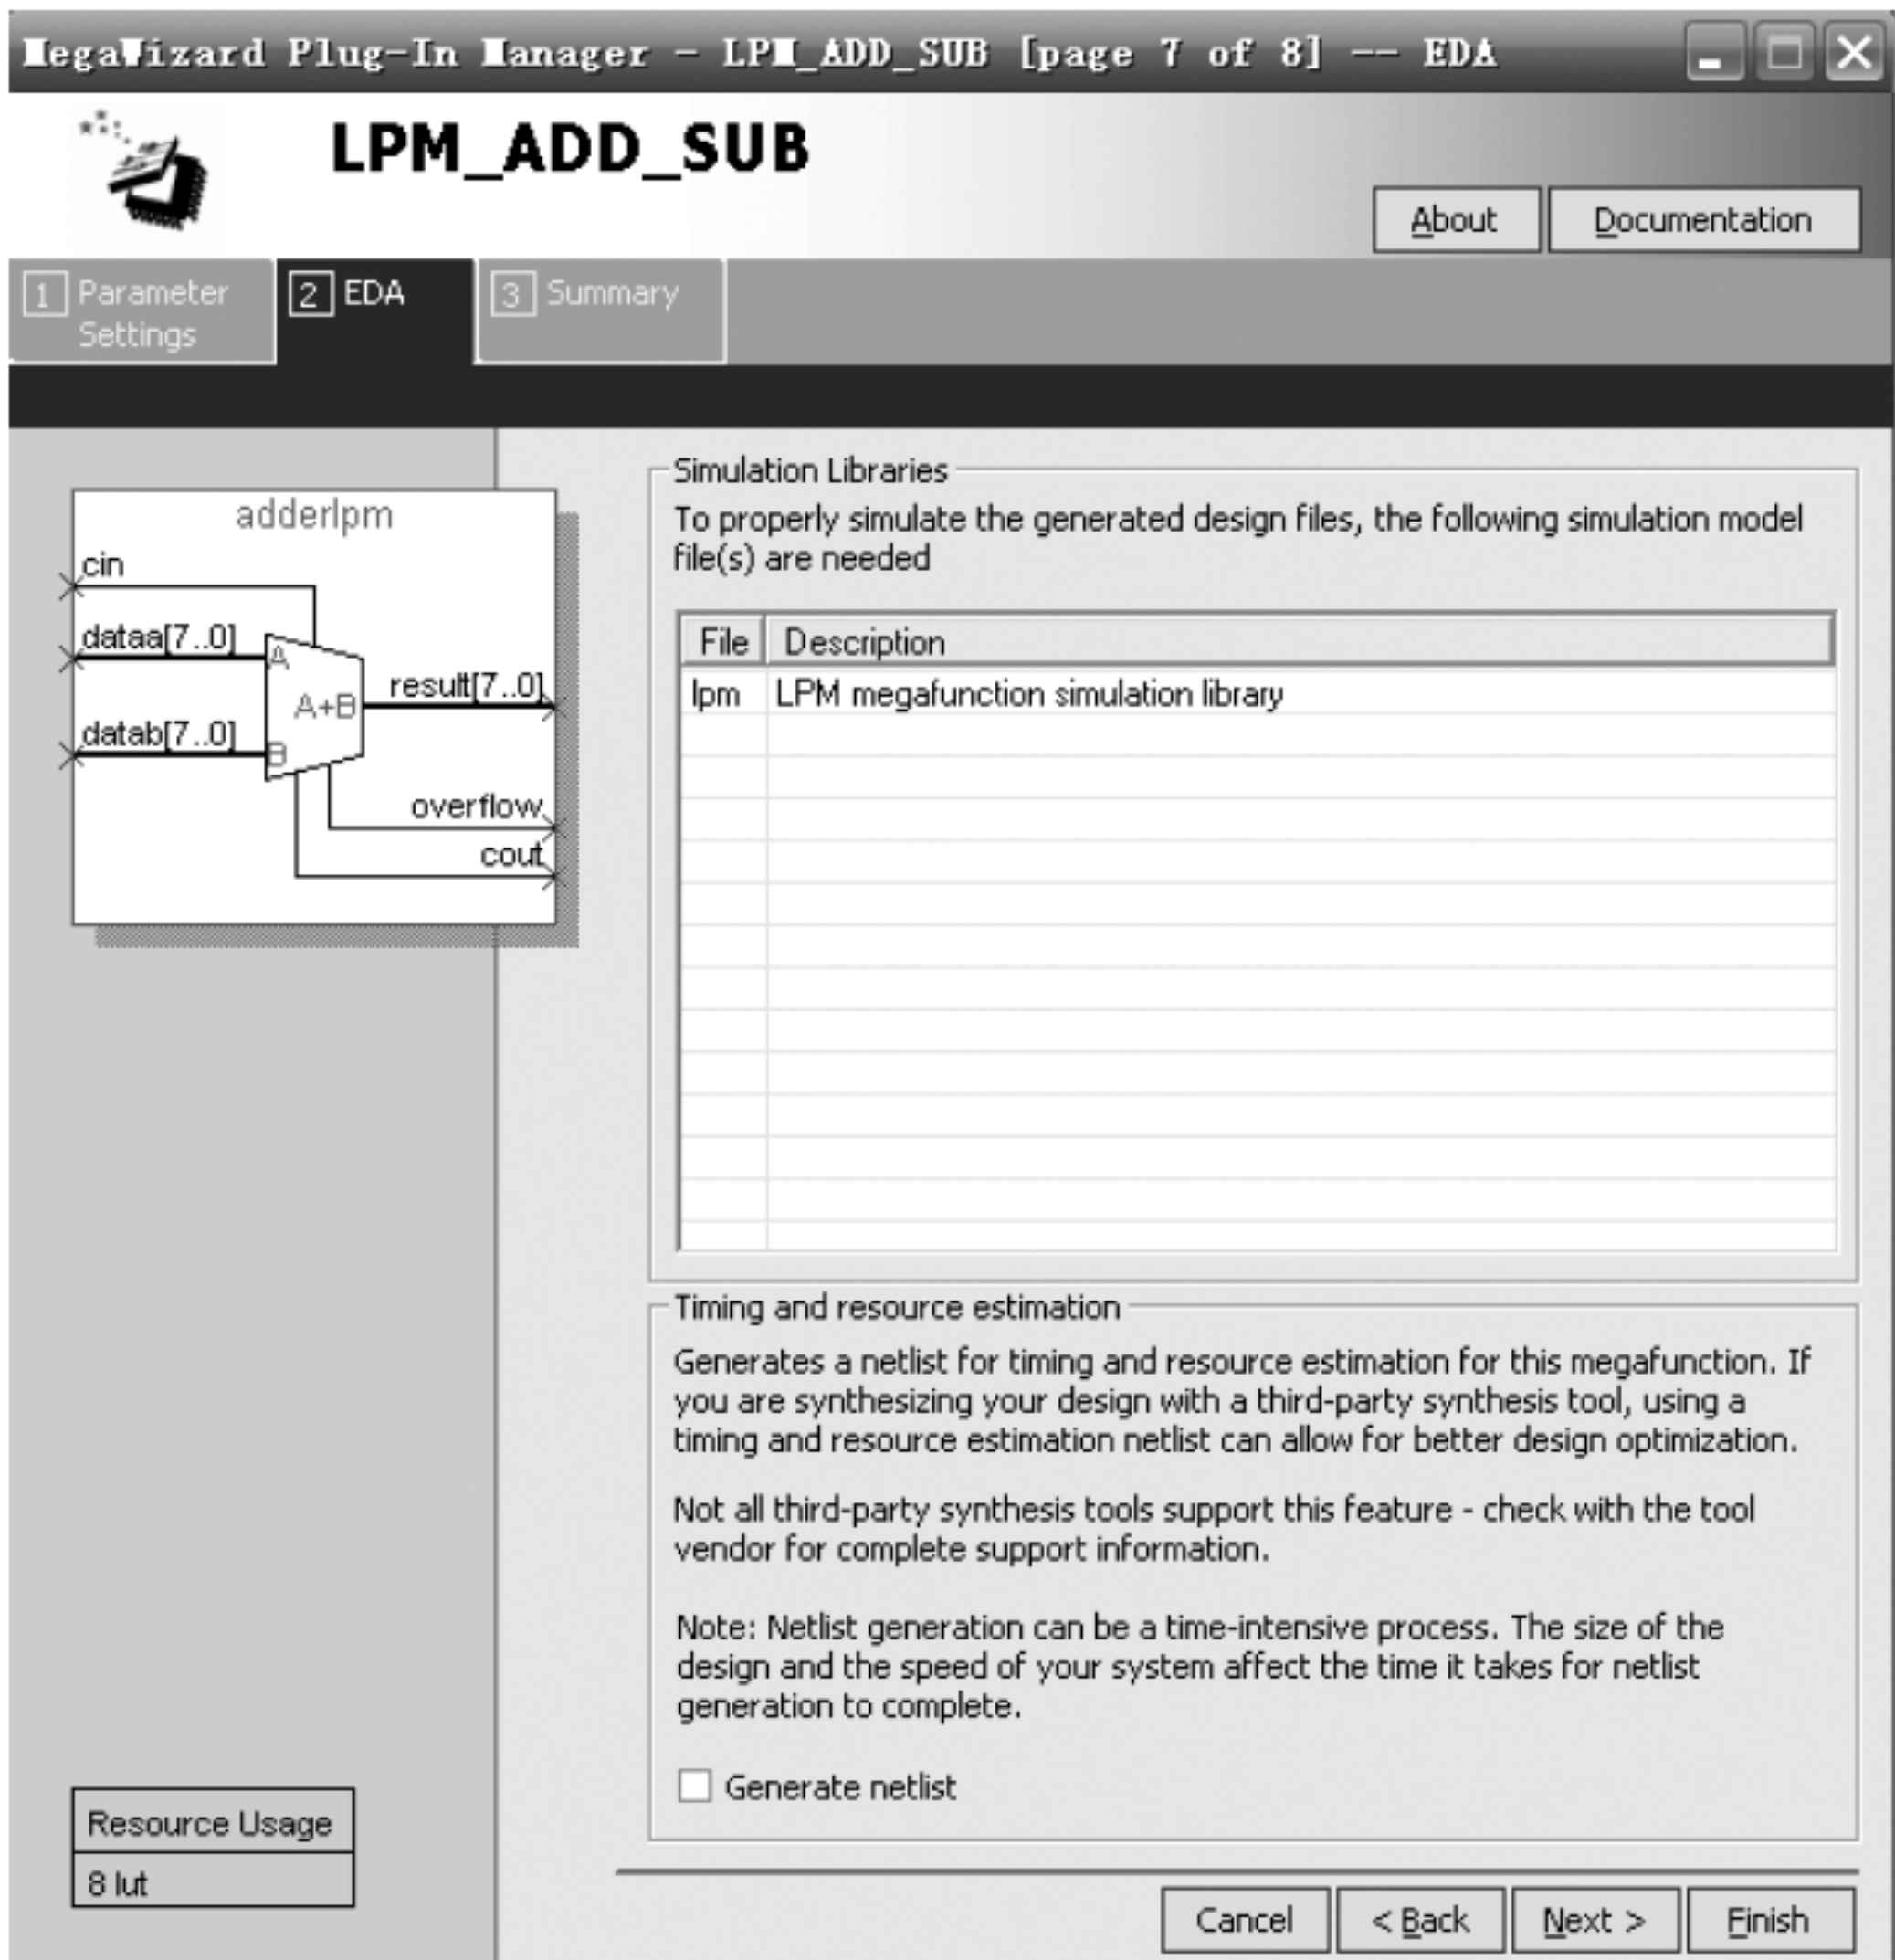 MegaWizard Plug-In Manager - LPM_ADD_SUB [page 7 of 8] -- EDA
LPM_ADD_SUB
About
Documentation
1 Parameter Settings
2 EDA
3 Summary
adderlpm
cin
dataa[7..0]
A
A+B
result[7..0]
datab[7..0]
B
overflow
cout
Resource Usage
8 lut
Simulation Libraries
To properly simulate the generated design files, the following simulation model
file(s) are needed
File Description
lpm LPM megafunction simulation library
Timing and resource estimation
Generates a netlist for timing and resource estimation for this megafunction. If
you are synthesizing your design with a third-party synthesis tool, using a
timing and resource estimation netlist can allow for better design optimization.
Not all third-party synthesis tools support this feature - check with the tool
vendor for complete support information.
Note: Netlist generation can be a time-intensive process. The size of the
design and the speed of your system affect the time it takes for netlist
generation to complete.
Generate netlist
Cancel
< Back
Next >
Finish